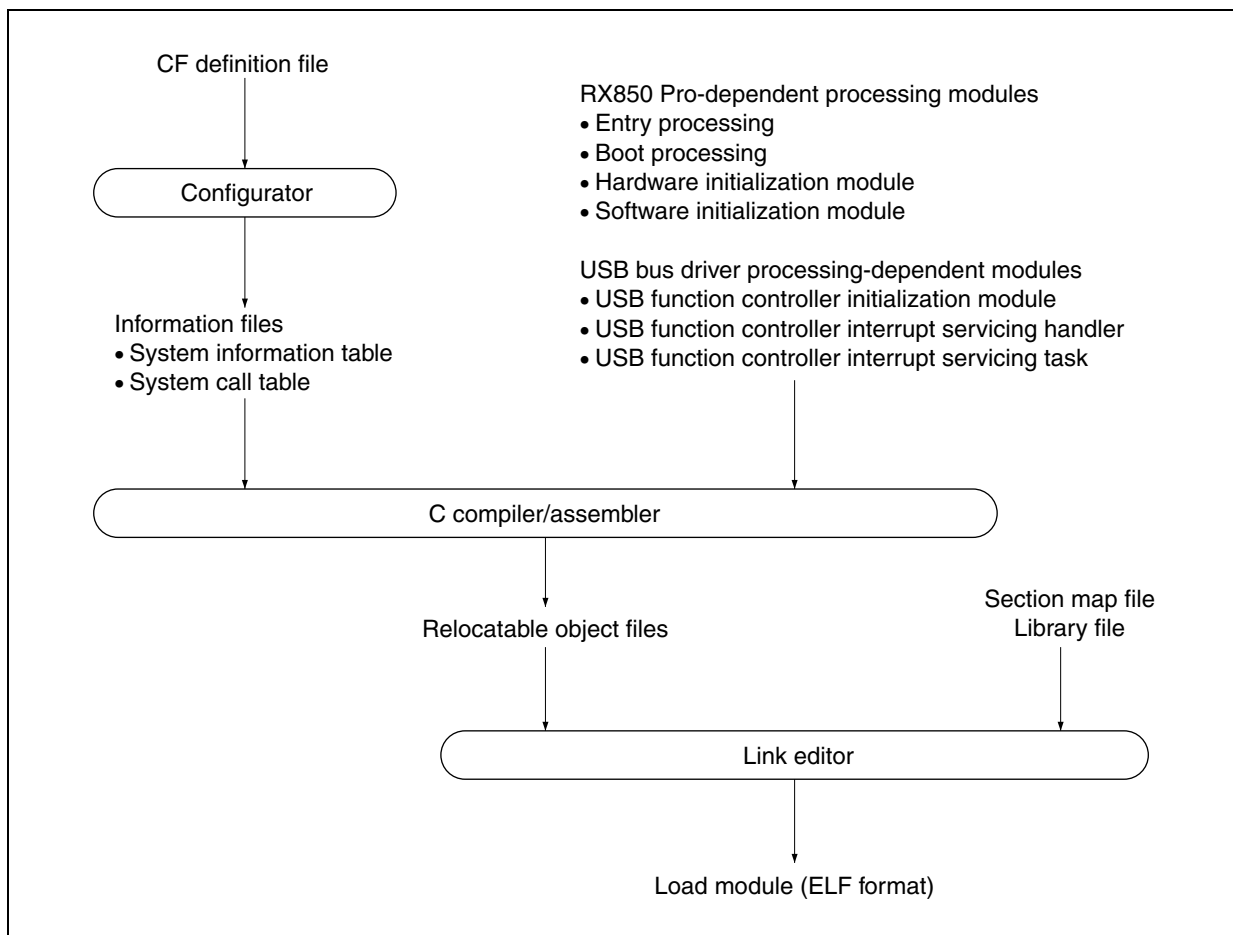 CF definition file
Configurator
Information files
• System information table
• System call table
RX850 Pro-dependent processing modules
• Entry processing
• Boot processing
• Hardware initialization module
• Software initialization module
USB bus driver processing-dependent modules
• USB function controller initialization module
• USB function controller interrupt servicing handler
• USB function controller interrupt servicing task
C compiler/assembler
Relocatable object files
Section map file
Library file
Link editor
Load module (ELF format)